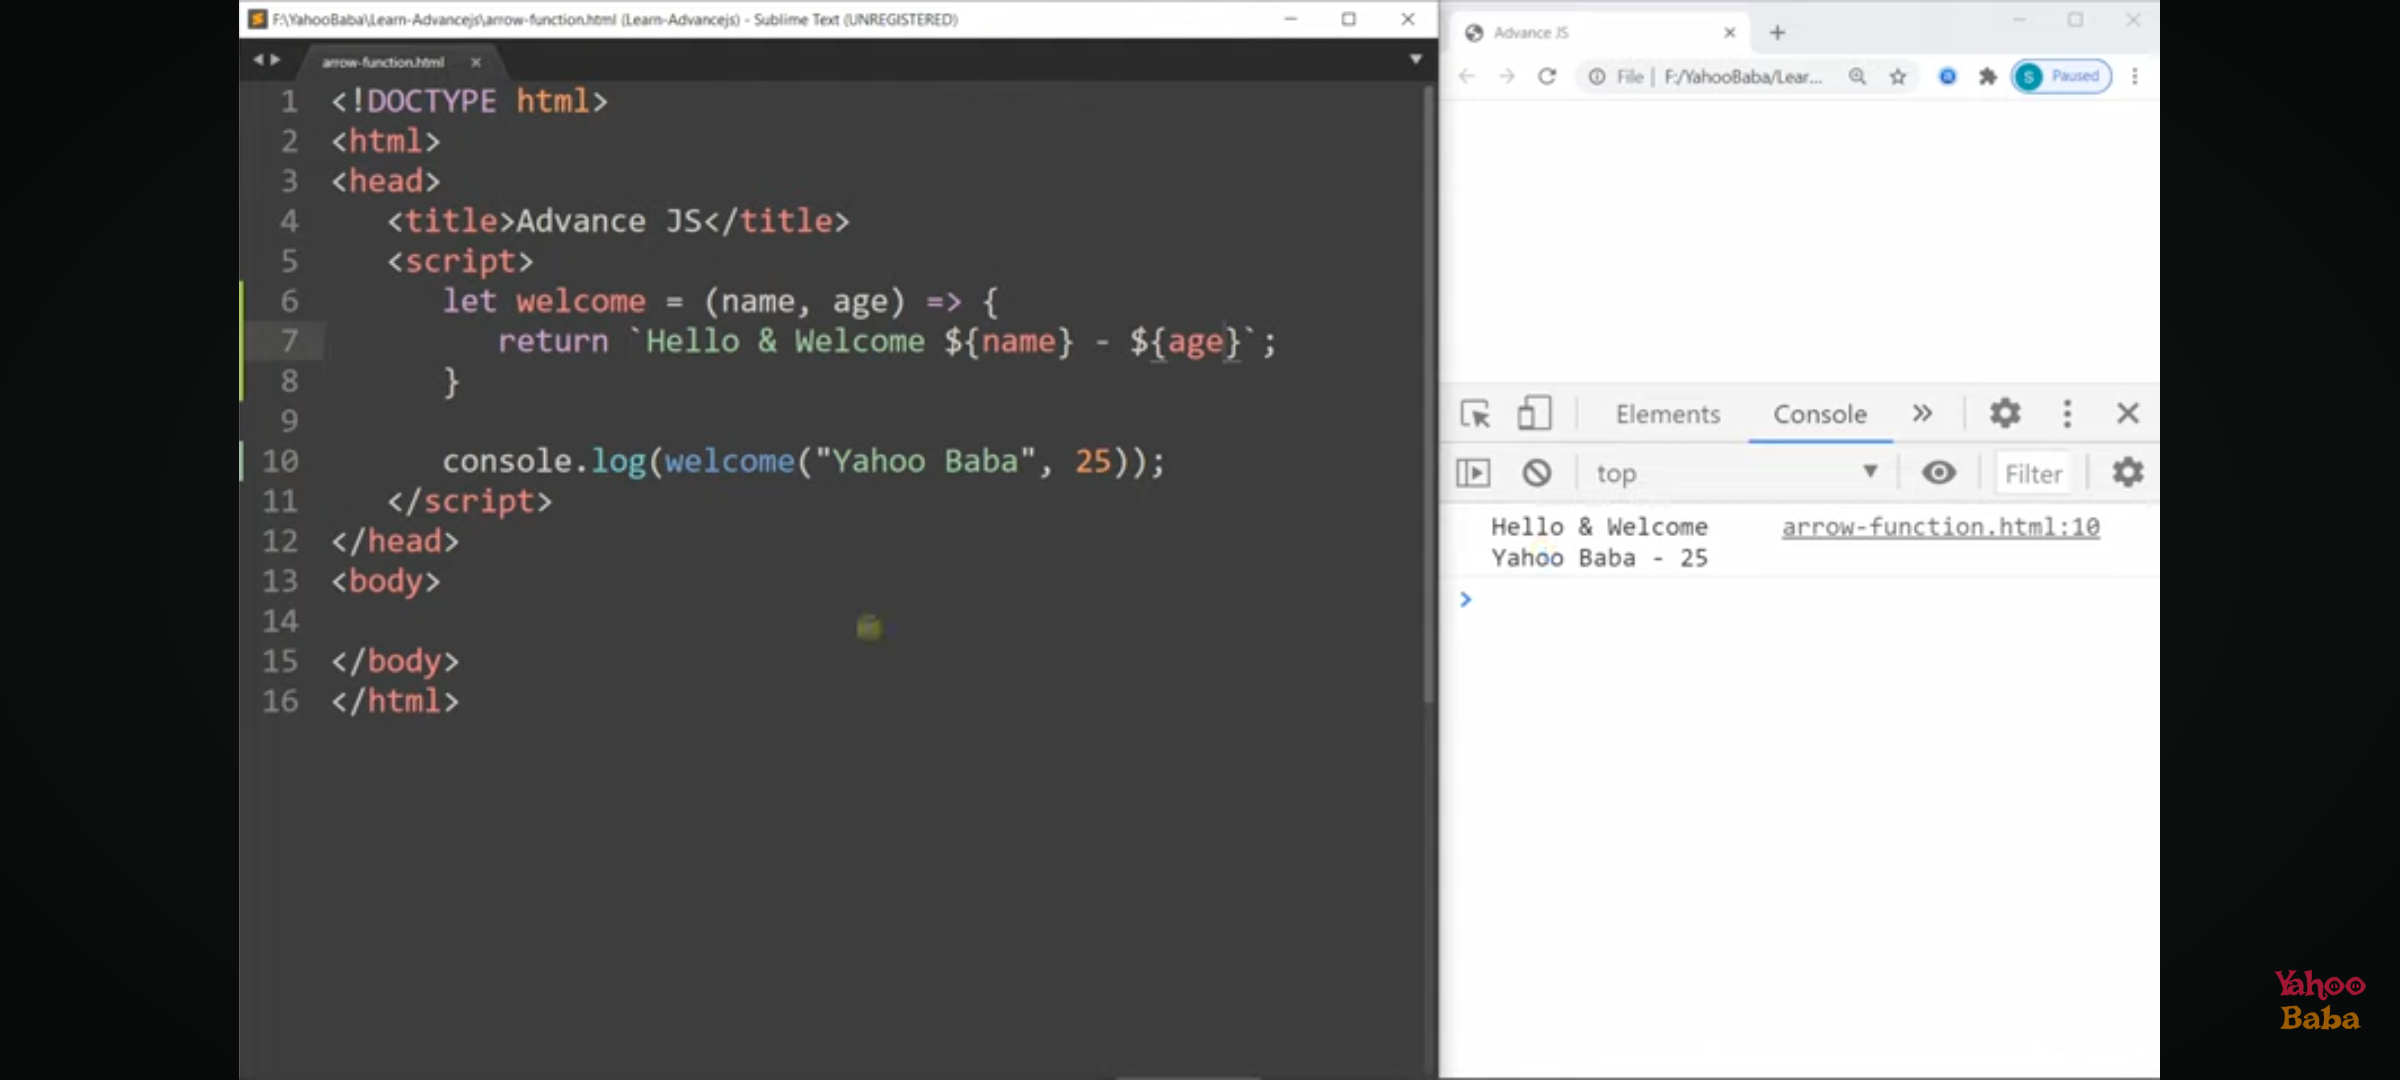 F:\YahooBaba\Learn-Advancejs\arrow-function.html (Learn-Advancejs) - Sublime Text (UNREGISTERED)
arrow-function.html
1 <!DOCTYPE html>
2 <html>
3 <head>
4 <title>Advance JS</title>
5 <script>
6 let welcome = (name, age) => {
7 return `Hello & Welcome ${name} - ${age}`;
8 }
9
10 console.log(welcome("Yahoo Baba", 25));
11 </script>
12 </head>
13 <body>
14
15 </body>
16 </html>
Advance JS
File | F:/YahooBaba/Lear... S Paused
Elements Console
top Filter
Hello & Welcome arrow-function.html:10
Yahoo Baba - 25
Yahoo
Baba